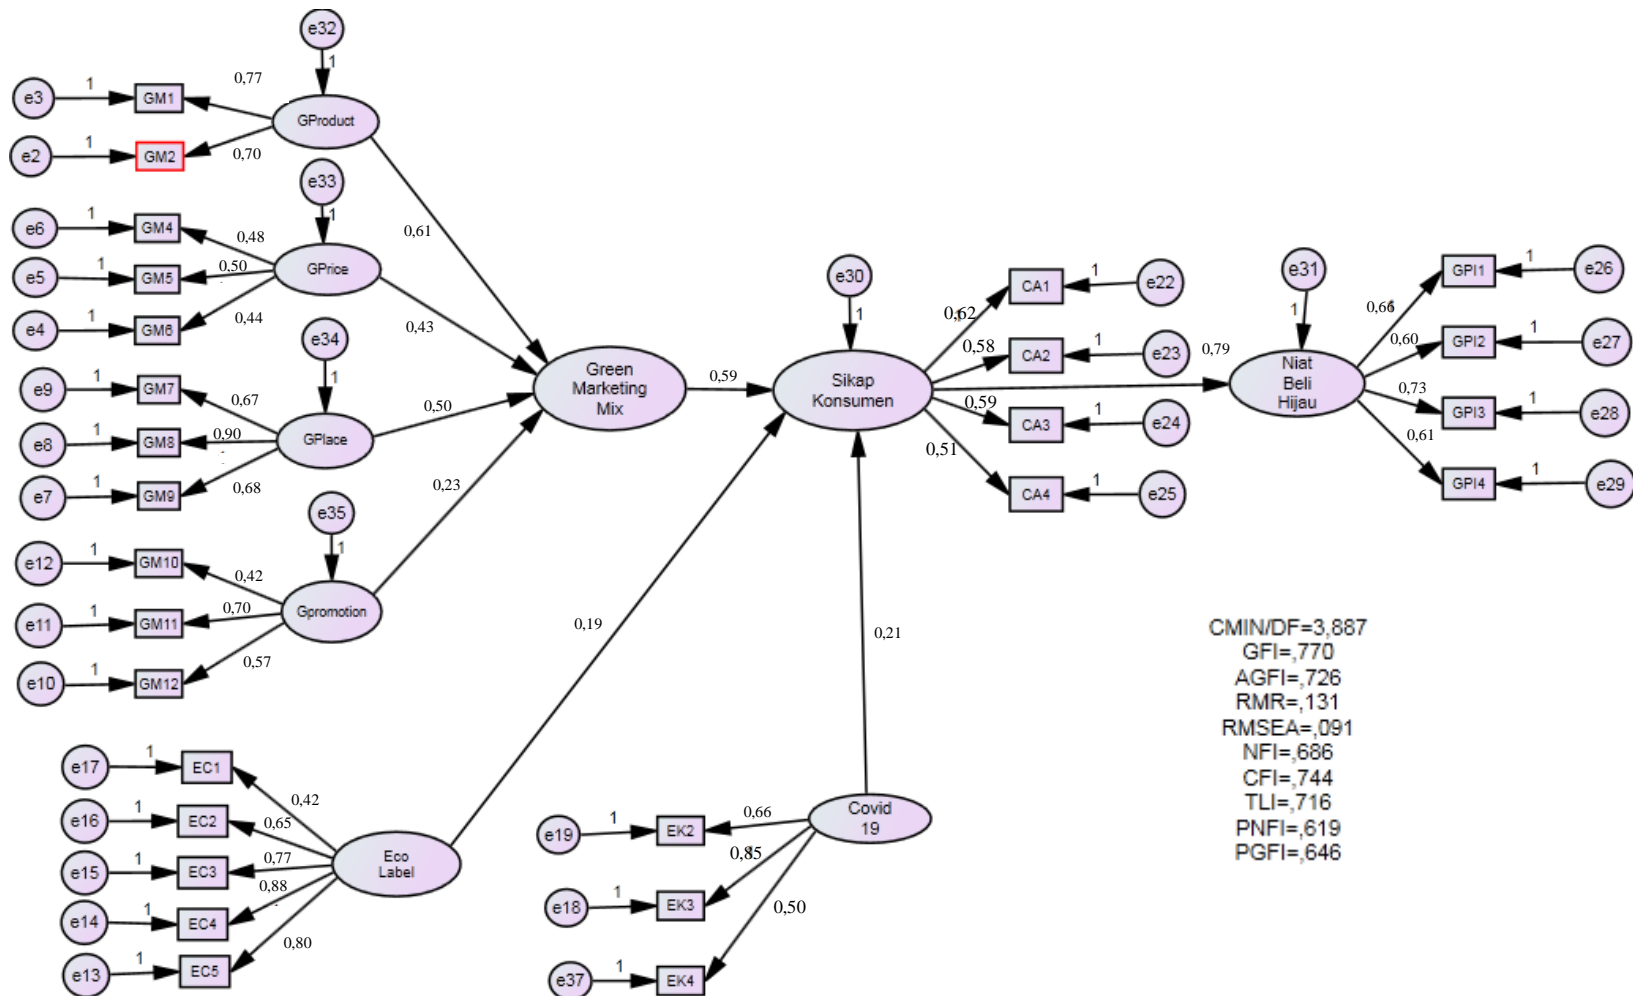 e32
1
e3
1
GM1
0,77
GProduct
e2
1
GM2
0,70
e33
1
0,61
e6
1
GM4
0,48
GPrice
e5
1
GM5
0,50
e4
1
GM6
0,44
0,43
e34
1
e9
1
GM7
0,67
GPlace
e8
1
GM8
0,90
e7
1
GM9
0,68
0,50
e35
1
0,23
e12
1
GM10
0,42
Gpromotion
e11
1
GM11
0,70
e10
1
GM12
0,57
Green
Marketing
Mix
0,59
e30
1
Sikap
Konsumen
0,62
CA1
1
e22
0,58
CA2
1
e23
0,59
CA3
1
e24
0,51
CA4
1
e25
0,79
e31
1
Niat
Beli
Hijau
GPI1
1
e26
0,60
GPI2
1
e27
0,73
GPI3
1
e28
0,61
GPI4
1
e29
0,19
0,21
e17
1
EC1
0,42
e16
1
EC2
0,65
e15
1
EC3
0,77
Eco
Label
e14
1
EC4
0,88
e13
1
EC5
0,80
Covid
19
e19
1
EK2
0,66
e18
1
EK3
0,85
e37
1
EK4
0,50
CMIN/DF=3,887
GFI=,770
AGFI=,726
RMR=,131
RMSEA=,091
NFI=,686
CFI=,744
TLI=,716
PNFI=,619
PGFI=,646